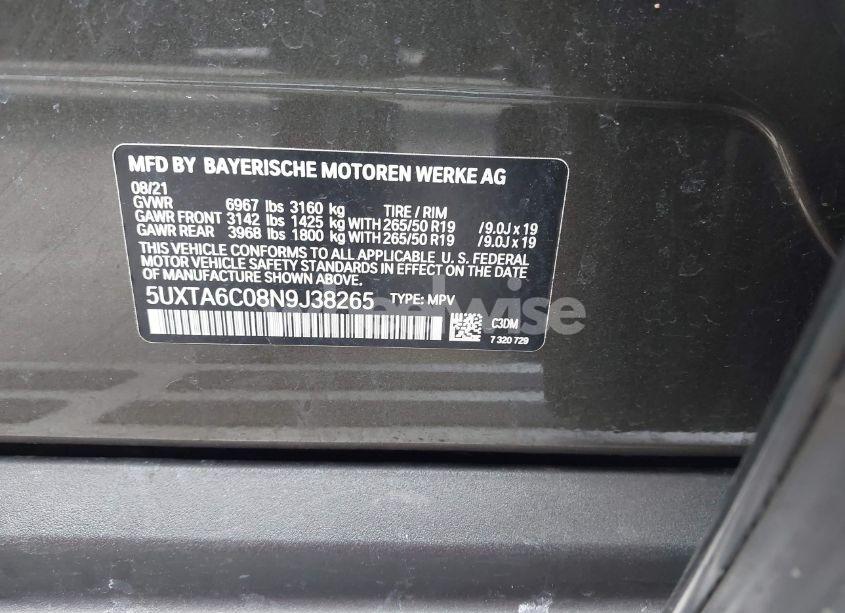 MFD BY BAYERISCHE MOTOREN WERKE AG
08/21
GVWR 6967 lbs 3160 kg TIRE / RIM
GAWR FRONT 3142 lbs 1425 kg WITH 265/50 R19 /9.0J x 19
GAWR REAR 3968 lbs 1800 kg WITH 265/50 R19 /9.0J x 19
THIS VEHICLE CONFORMS TO ALL APPLICABLE U. S. FEDERAL
MOTOR VEHICLE SAFETY STANDARDS IN EFFECT ON THE DATE
OF MANUFACTURE SHOWN ABOVE.
5UXTA6C08N9J38265 TYPE: MPV
wheelwise
C3DM
7 320 729